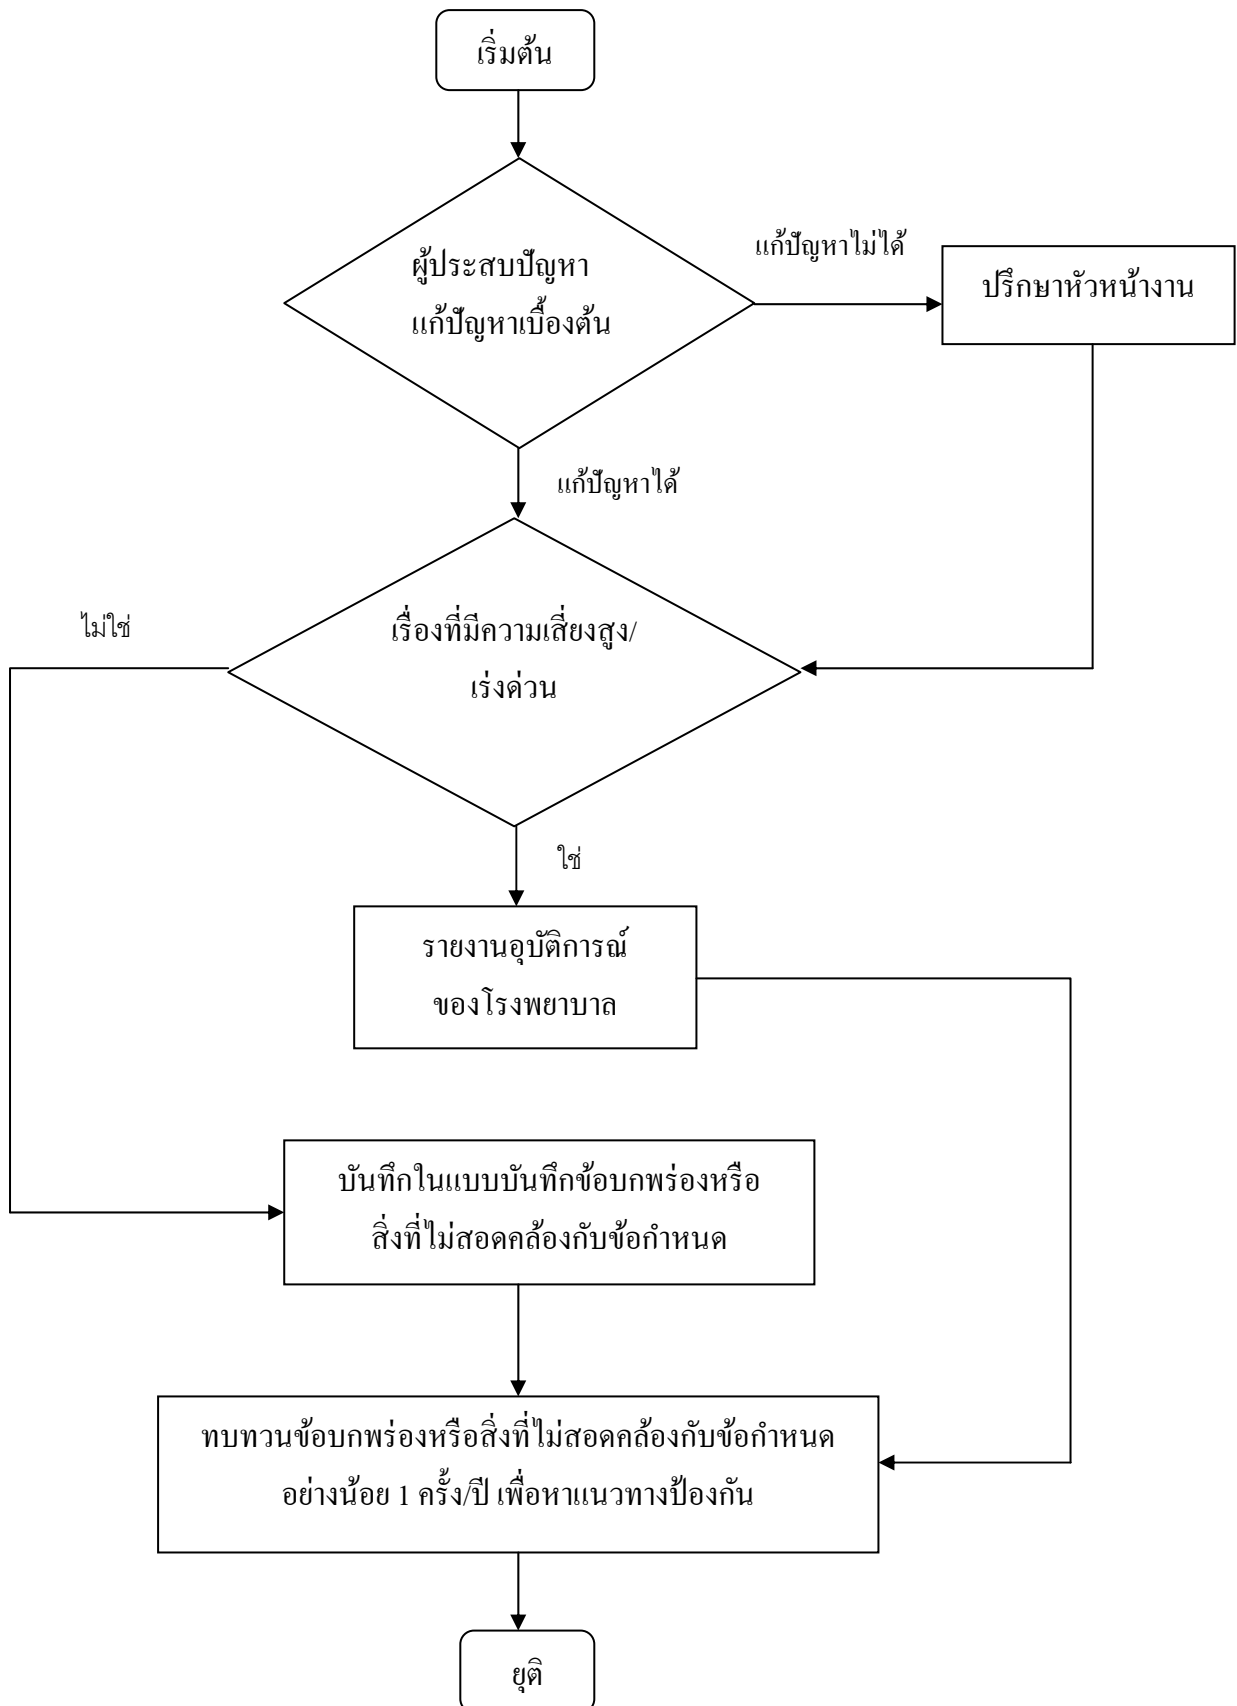 เริ่มต้น
แก้ปัญหาไม่ได้
ผู้ประสบปัญหา
แก้ปัญหาเบื้องต้น
ปรึกษาหัวหน้างาน
แก้ปัญหาได้
ไม่ใช่
เรื่องที่มีความเสี่ยงสูง/
เร่งด่วน
ใช่
รายงานอุบัติการณ์
ของโรงพยาบาล
บันทึกในแบบบันทึกข้อบกพร่องหรือ
สิ่งที่ไม่สอดคล้องกับข้อกำหนด
ทบทวนข้อบกพร่องหรือสิ่งที่ไม่สอดคล้องกับข้อกำหนด
อย่างน้อย 1 ครั้ง/ปี เพื่อหาแนวทางป้องกัน
ยุติ